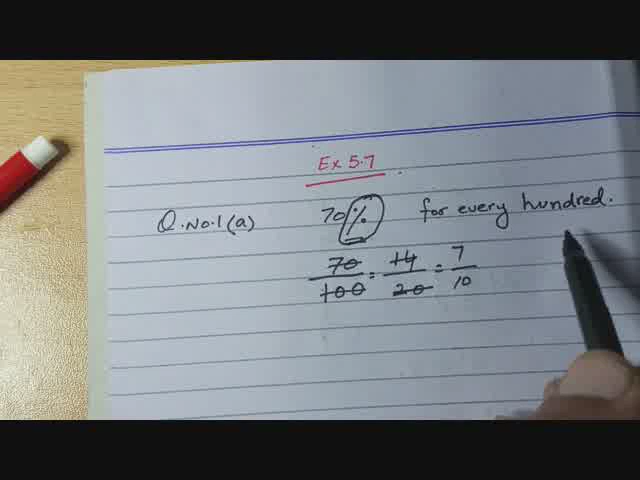 Ex 5.7
Q.No.1(a) 70% for every hundred.
70/100 = 14/20 = 7/10